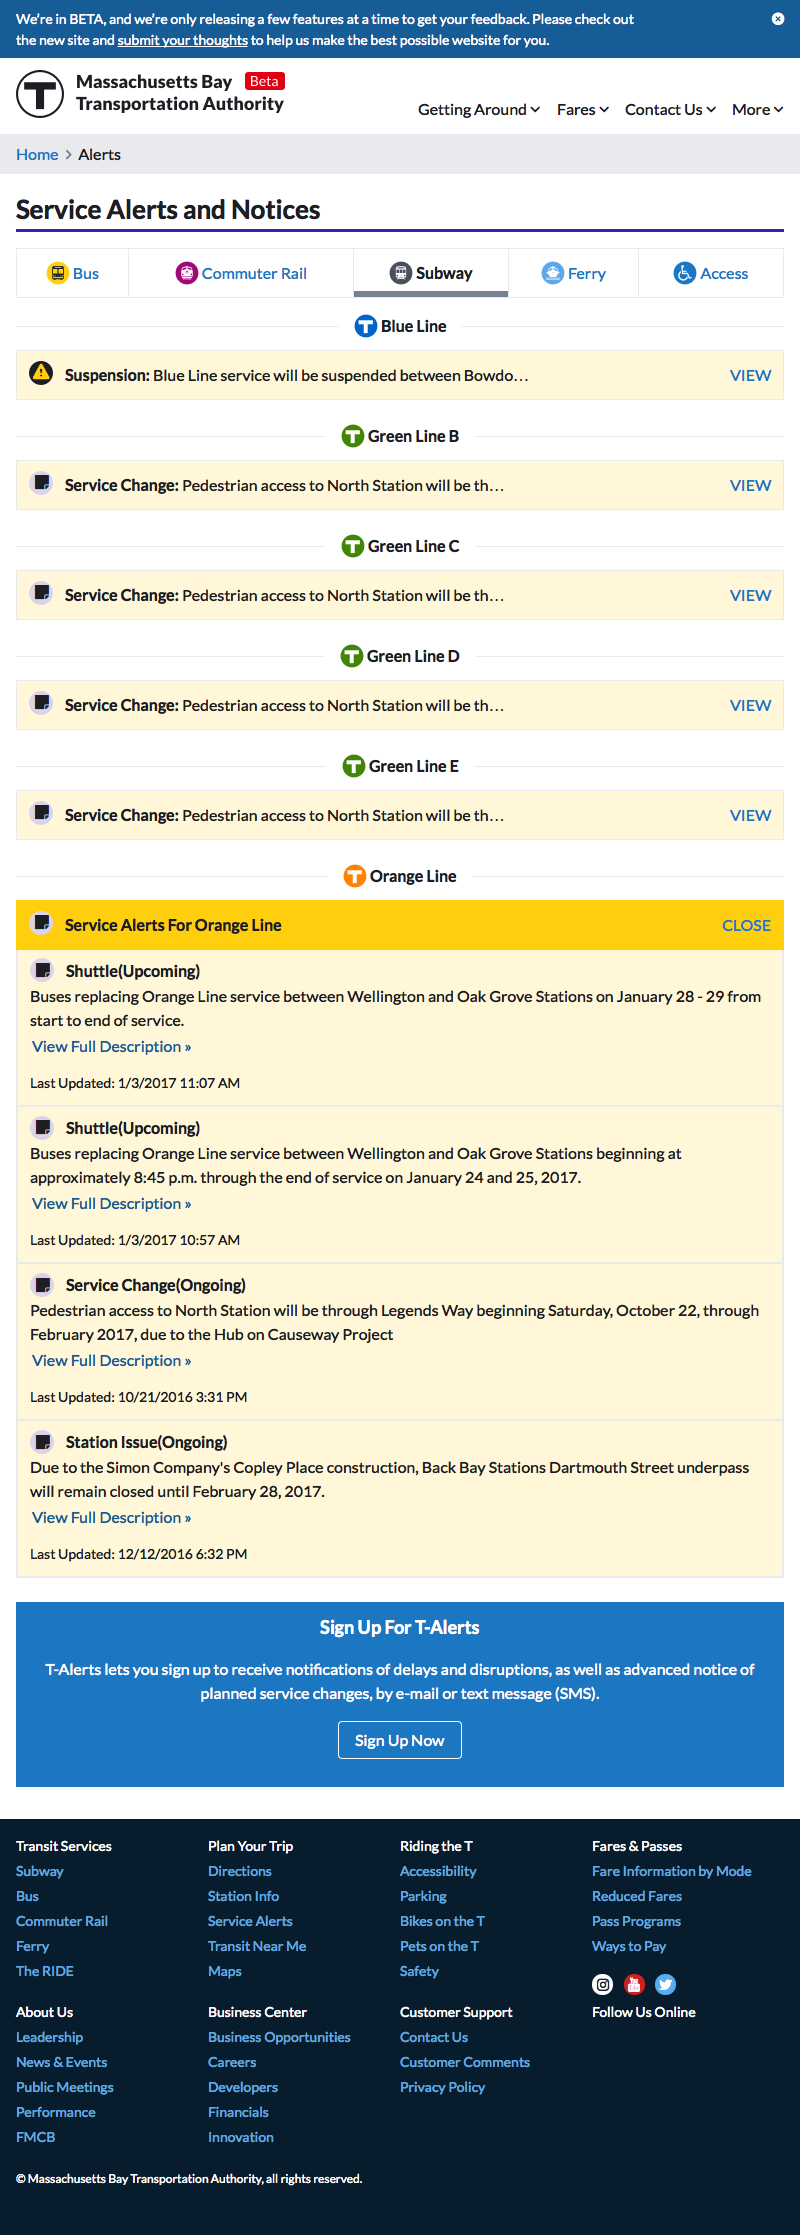 We're in BETA, and we're only releasing a few features at a time to get your feedback. Please check out
the new site and submit your thoughts to help us make the best possible website for you.
Massachusetts Bay Beta
Transportation Authority
Getting Around Fares Contact Us More
Home > Alerts
Service Alerts and Notices
Bus Commuter Rail Subway Ferry Access
T Blue Line
Suspension: Blue Line service will be suspended between Bowdo… VIEW
T Green Line B
Service Change: Pedestrian access to North Station will be th… VIEW
T Green Line C
Service Change: Pedestrian access to North Station will be th… VIEW
T Green Line D
Service Change: Pedestrian access to North Station will be th… VIEW
T Green Line E
Service Change: Pedestrian access to North Station will be th… VIEW
T Orange Line
Service Alerts For Orange Line CLOSE
Shuttle(Upcoming)
Buses replacing Orange Line service between Wellington and Oak Grove Stations on January 28 - 29 from
start to end of service.
View Full Description »
Last Updated: 1/3/2017 11:07 AM
Shuttle(Upcoming)
Buses replacing Orange Line service between Wellington and Oak Grove Stations beginning at
approximately 8:45 p.m. through the end of service on January 24 and 25, 2017.
View Full Description »
Last Updated: 1/3/2017 10:57 AM
Service Change(Ongoing)
Pedestrian access to North Station will be through Legends Way beginning Saturday, October 22, through
February 2017, due to the Hub on Causeway Project
View Full Description »
Last Updated: 10/21/2016 3:31 PM
Station Issue(Ongoing)
Due to the Simon Company's Copley Place construction, Back Bay Stations Dartmouth Street underpass
will remain closed until February 28, 2017.
View Full Description »
Last Updated: 12/12/2016 6:32 PM
Sign Up For T-Alerts
T-Alerts lets you sign up to receive notifications of delays and disruptions, as well as advanced notice of
planned service changes, by e-mail or text message (SMS).
Sign Up Now
Transit Services
Subway
Bus
Commuter Rail
Ferry
The RIDE
Plan Your Trip
Directions
Station Info
Service Alerts
Transit Near Me
Maps
Riding the T
Accessibility
Parking
Bikes on the T
Pets on the T
Safety
Fares & Passes
Fare Information by Mode
Reduced Fares
Pass Programs
Ways to Pay
Follow Us Online
About Us
Leadership
News & Events
Public Meetings
Performance
FMCB
Business Center
Business Opportunities
Careers
Developers
Financials
Innovation
Customer Support
Contact Us
Customer Comments
Privacy Policy
© Massachusetts Bay Transportation Authority, all rights reserved.